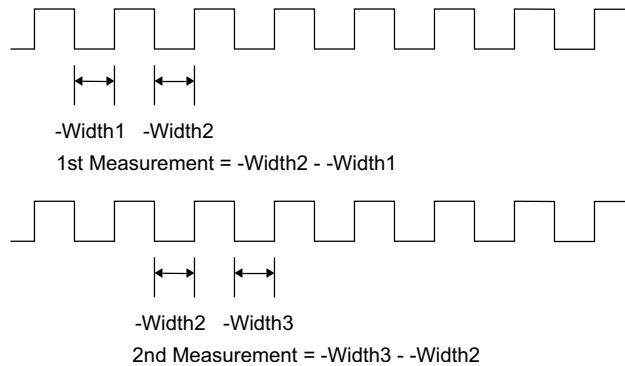 -Width1 -Width2
1st Measurement = -Width2 - -Width1
-Width2 -Width3
2nd Measurement = -Width3 - -Width2